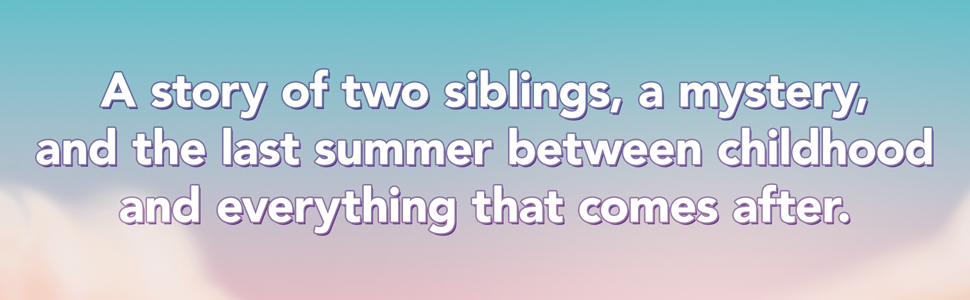 A story of two siblings, a mystery,
and the last summer between childhood
and everything that comes after.